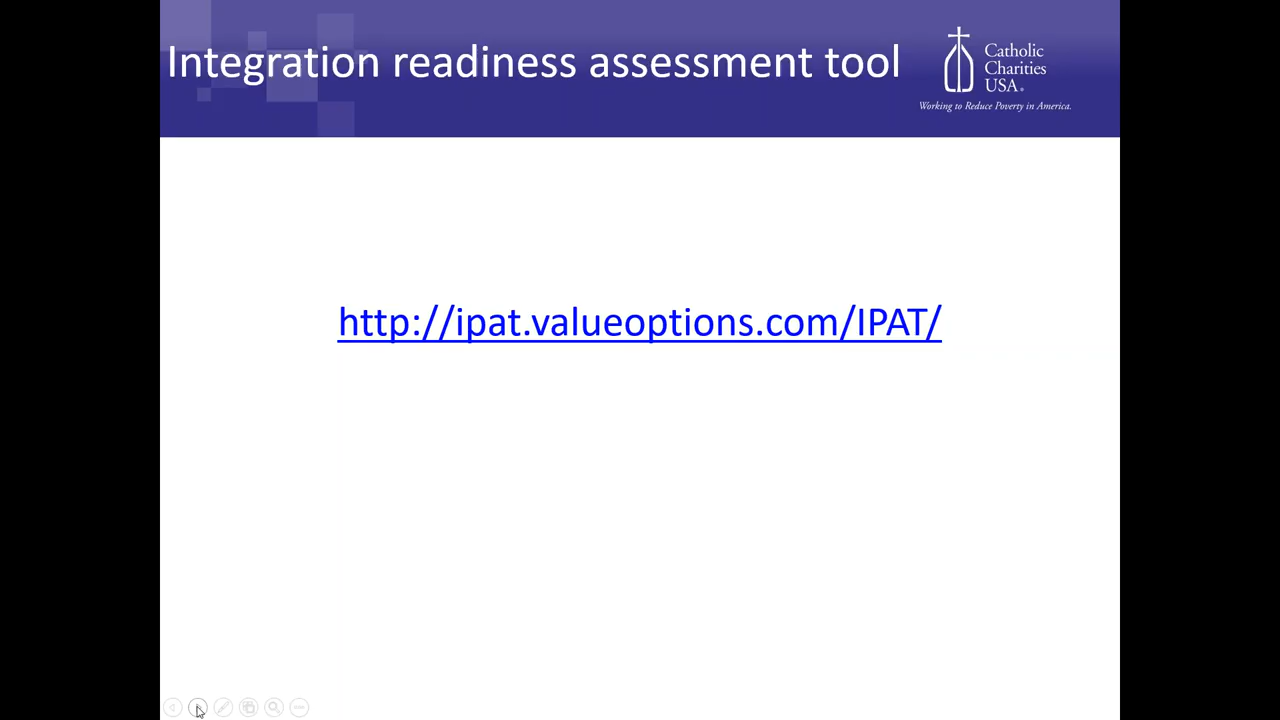 Integration readiness assessment tool
Catholic
Charities
USA®
Working to Reduce Poverty in America.
http://ipat.valueoptions.com/IPAT/